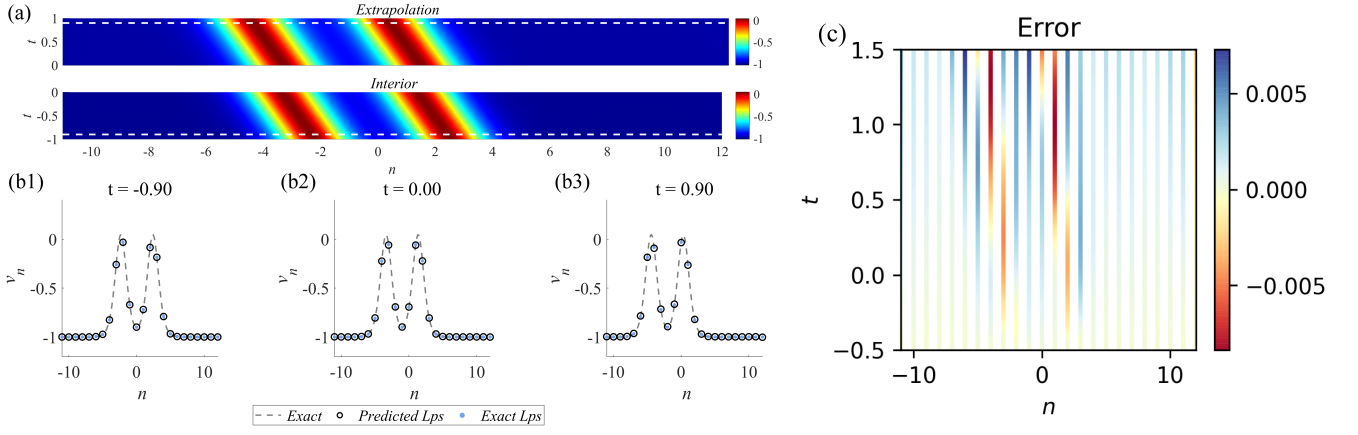 (a)
Extrapolation
1
0.5
0
t
0
-0.5
-1
Interior
0
-0.5
-1
t
0
-0.5
-1
-10 -8 -6 -4 -2 0 2 4 6 8 10 12
n
(b1)
t = -0.90
0
-0.5
-1
v_n
-10 0 10
n
(b2)
t = 0.00
0
-0.5
-1
v_n
-10 0 10
n
(b3)
t = 0.90
0
-0.5
-1
v_n
-10 0 10
n
Exact Predicted Lps Exact Lps
(c)
Error
1.5
1.0
0.5
0.0
−0.5
t
−10 0 10
n
0.005
0.000
−0.005